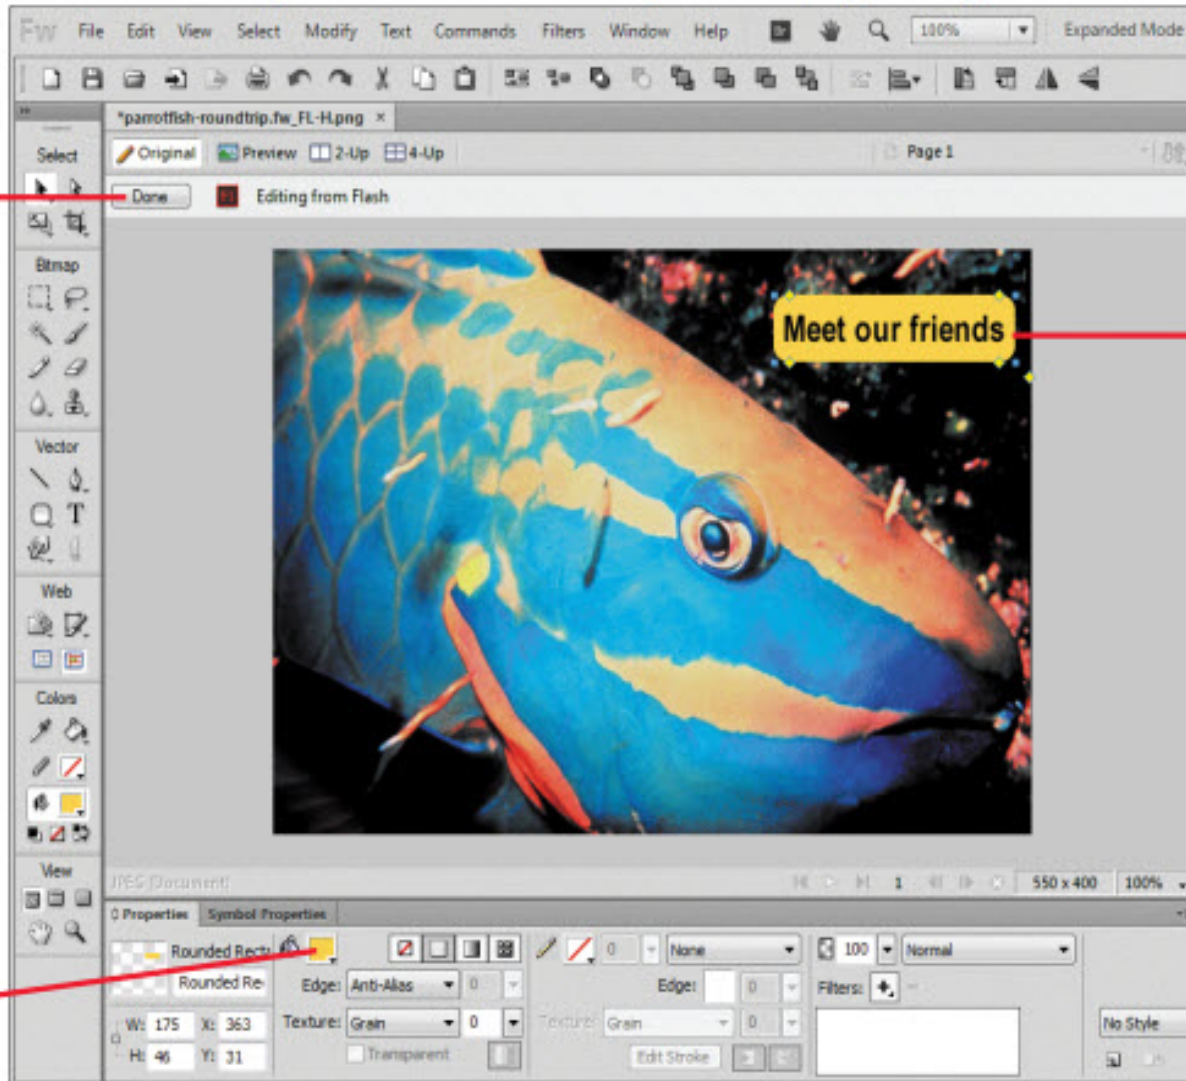 Fw File Edit View Select Modify Text Commands Filters Window Help Br 100% Expanded Mode
*parrotfish-roundtrip.fw_FL-H.png ×
Select
Original Preview 2-Up 4-Up Page 1
Done Editing from Flash
Bitmap
Meet our friends
Vector
T
Web
Colors
View
JPEG (Document) 1 550 x 400 100%
Properties Symbol Properties
Rounded Recta 0 None 100 Normal
Rounded Re Edge: Anti-Alias 0 Edge: 0 Filters:
W: 175 X: 363 Texture: Grain 0 Texture: Grain 0 No Style
H: 46 Y: 31 Transparent Edit Stroke